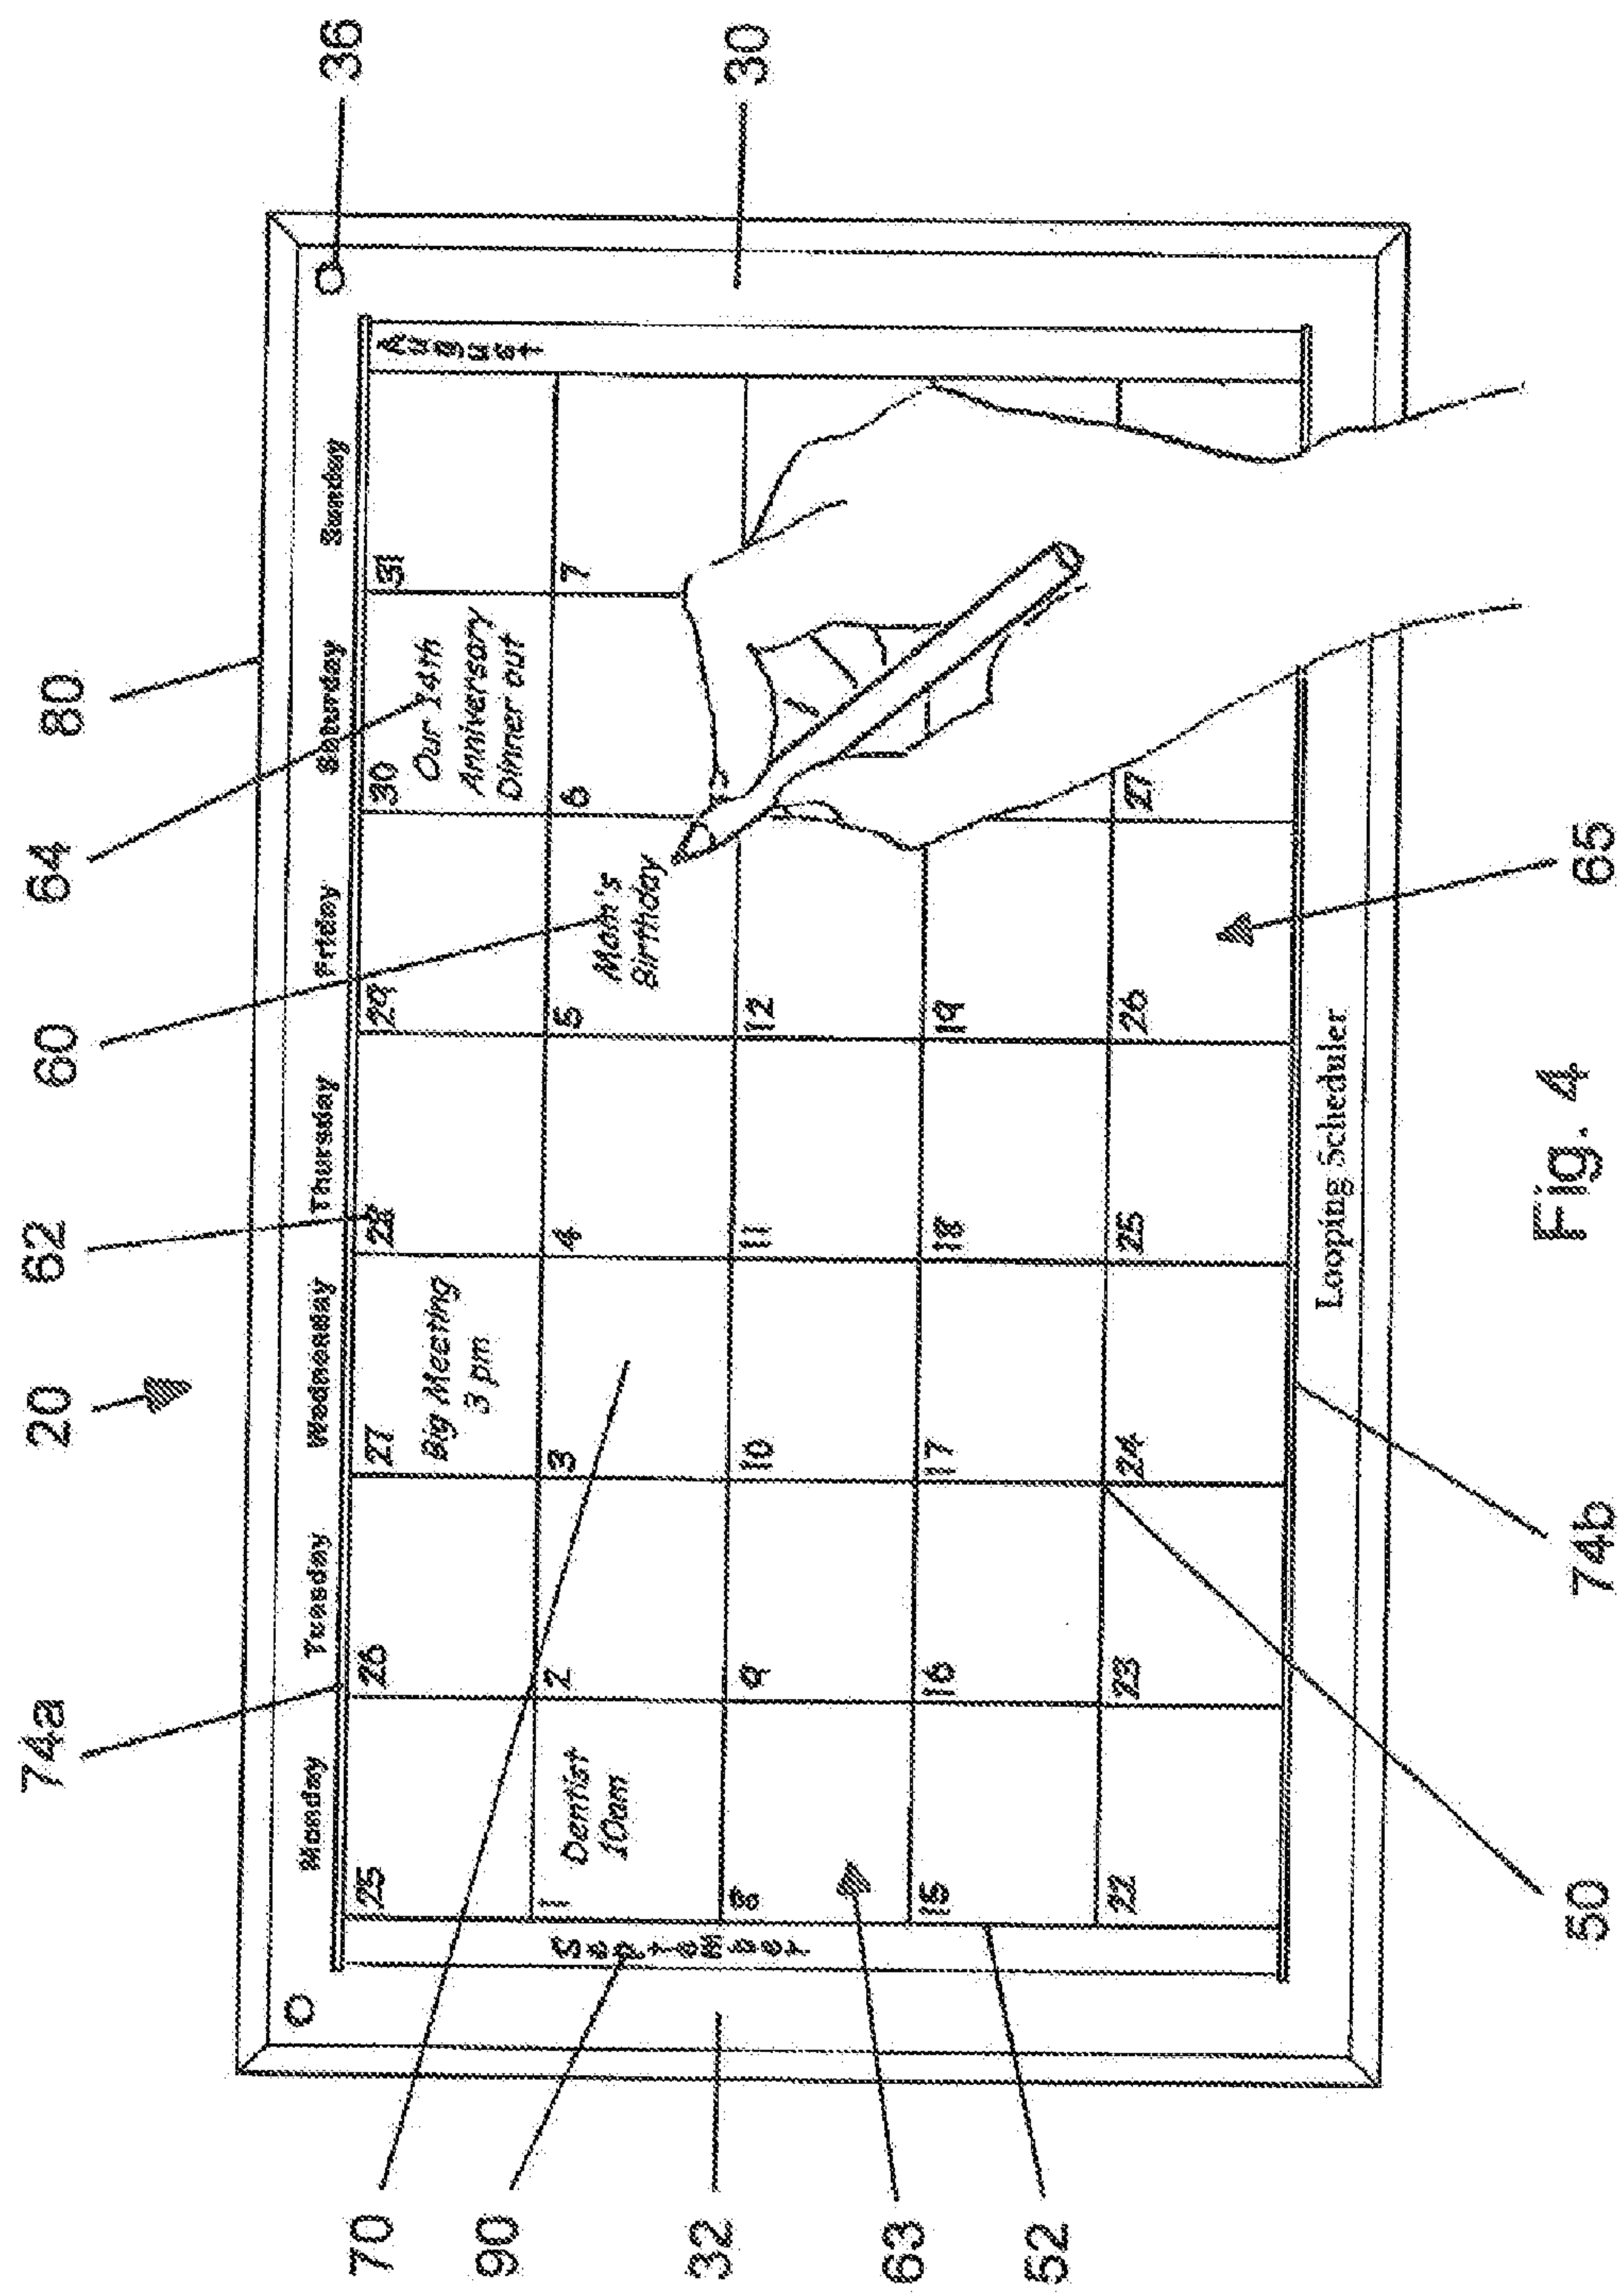 20
74a
62
60
64
80
36
30
Monday Tuesday Wednesday Thursday Friday Saturday Sunday
August
25 26 27 28 29 30 31
Big Meeting
3 pm
Our 14th
Anniversary
Dinner out
1 2 3 4 5 6 7
Dentist
10am
Mom's
Birthday
8 9 10 11 12
15 16 17 18 19
22 23 24 25 26 27
September
Looping Scheduler
70
90
32
63
52
50
74b
65
Fig. 4